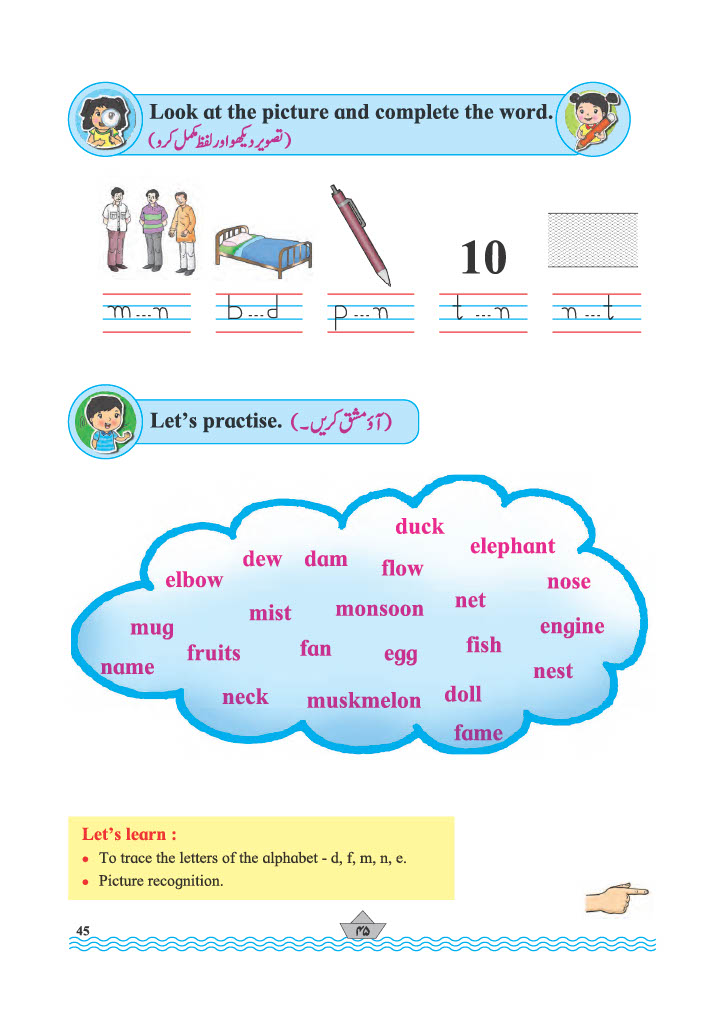 Look at the picture and complete the word.
(تصویر دیکھو اور لفظ مکمل کرو)
10
m...n b...d p...n t...n n...t
Let's practise. (آؤ مشق کریں۔)
duck
elephant
dew dam
flow
elbow
nose
mist monsoon net
mug
engine
fruits fan egg fish
name
nest
neck muskmelon doll
fame
Let's learn :
• To trace the letters of the alphabet - d, f, m, n, e.
• Picture recognition.
45
۴۵